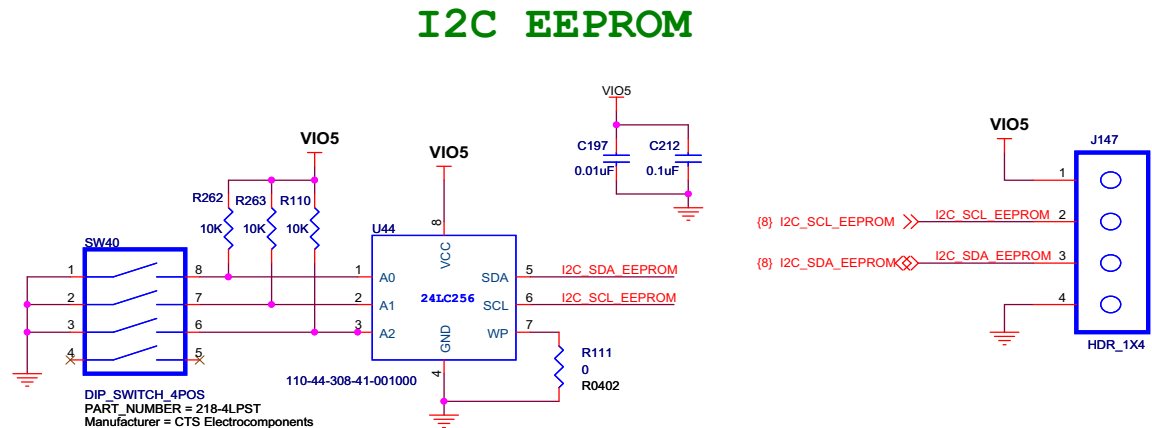 I2C EEPROM
VIO5
VIO5
VIO5
VIO5
C197
0.01uF
C212
0.1uF
R262
10K
R263
10K
R110
10K
SW40
1
2
3
4
8
7
6
5
U44
8
VCC
1 A0
2 A1
3 A2
24LC256
SDA 5 I2C_SDA_EEPROM
SCL 6 I2C_SCL_EEPROM
WP 7
GND
4
R111
0
R0402
110-44-308-41-001000
DIP_SWITCH_4POS
PART_NUMBER = 218-4LPST
Manufacturer = CTS Electrocomponents
J147
1
{8} I2C_SCL_EEPROM I2C_SCL_EEPROM 2
{8} I2C_SDA_EEPROM I2C_SDA_EEPROM 3
4
HDR_1X4